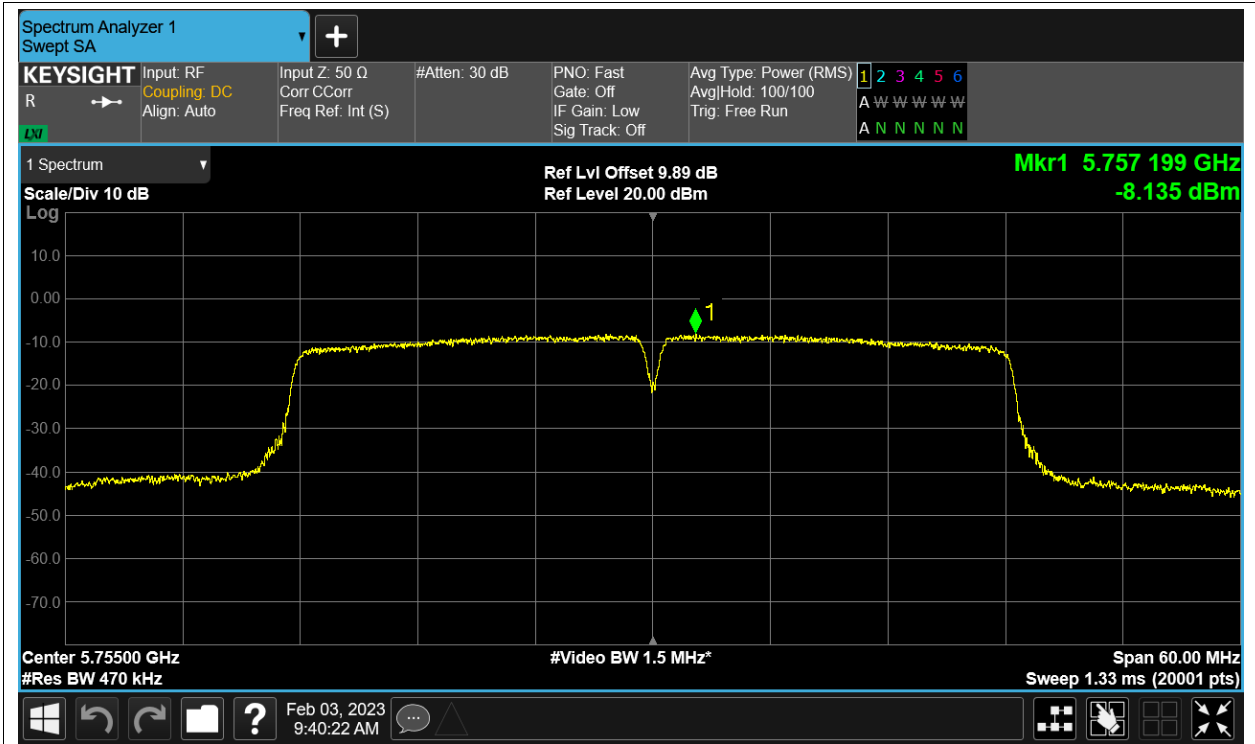 Spectrum Analyzer 1
Swept SA
KEYSIGHT
R
LXI
Input: RF
Coupling: DC
Align: Auto
Input Z: 50 Ω
Corr CCorr
Freq Ref: Int (S)
#Atten: 30 dB
PNO: Fast
Gate: Off
IF Gain: Low
Sig Track: Off
Avg Type: Power (RMS)
Avg|Hold: 100/100
Trig: Free Run
1 2 3 4 5 6
A W W W W W
A N N N N N
1 Spectrum
Scale/Div 10 dB
Log
Ref Lvl Offset 9.89 dB
Ref Level 20.00 dBm
Mkr1 5.757 199 GHz
-8.135 dBm
10.0
0.00
-10.0
-20.0
-30.0
-40.0
-50.0
-60.0
-70.0
1
Center 5.75500 GHz
#Video BW 1.5 MHz*
Span 60.00 MHz
#Res BW 470 kHz
Sweep 1.33 ms (20001 pts)
?
Feb 03, 2023
9:40:22 AM